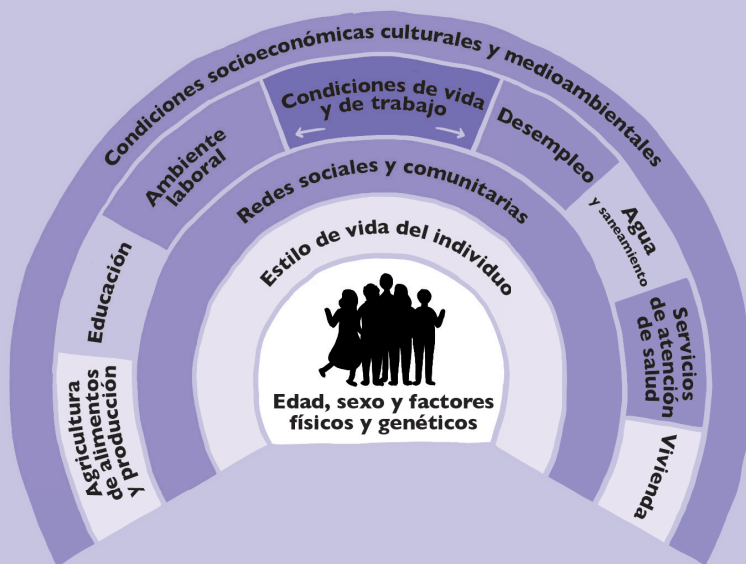 Condiciones socioeconómicas culturales y medioambientales
Condiciones de vida
y de trabajo
Ambiente
laboral
Desempleo
Redes sociales y comunitarias
Educación
Agua
y saneamiento
Estilo de vida del individuo
Servicios
de atención
de salud
Agricultura
de alimentos
y producción
Edad, sexo y factores
físicos y genéticos
Vivienda